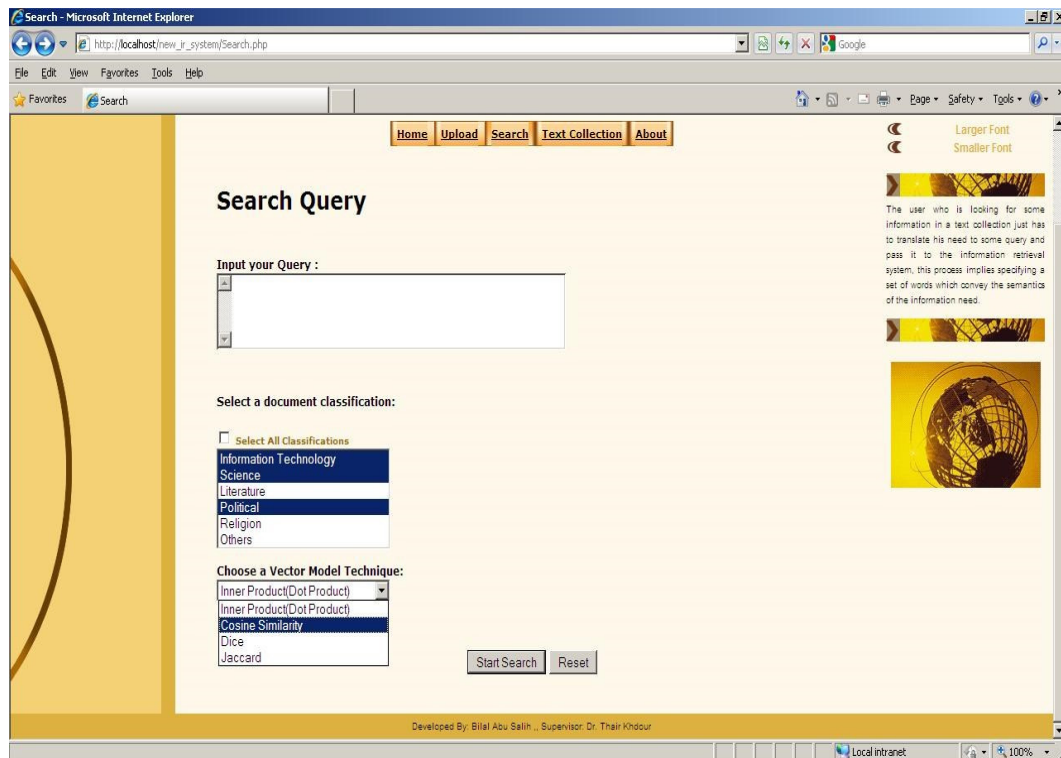 Search - Microsoft Internet Explorer
http://localhost/new_ir_system/Search.php
Google
File Edit View Favorites Tools Help
Favorites Search
Page Safety Tools
Home Upload Search Text Collection About
Larger Font
Smaller Font
Search Query
The user who is looking for some
information in a text collection just has
to translate his need to some query and
pass it to the information retrieval
system, this process implies specifying a
set of words which convey the semantics
of the information need.
Input your Query :
Select a document classification:
Select All Classifications
Information Technology
Science
Literature
Political
Religion
Others
Choose a Vector Model Technique:
Inner Product(Dot Product)
Inner Product(Dot Product)
Cosine Similarity
Dice
Jaccard
Start Search Reset
Developed By: Bilal Abu Salih ,, Supervisor: Dr. Thair Khdour
Local intranet 100%